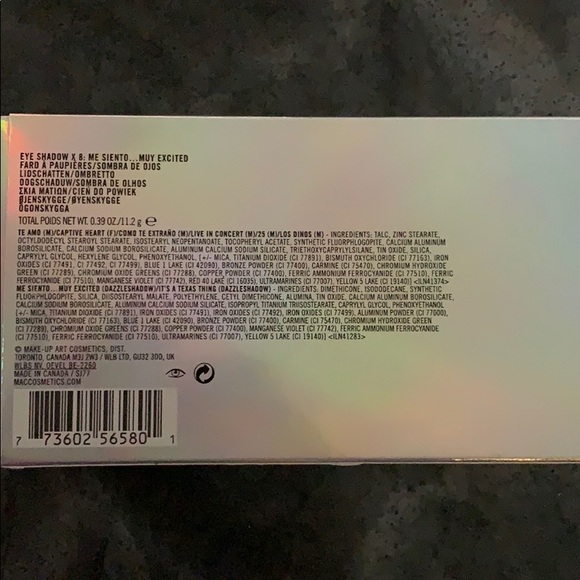 EYE SHADOW X 8: ME SIENTO...MUY EXCITED
FARD À PAUPIÈRES/SOMBRA DE OJOS
LIDSCHATTEN/OMBRETTO
OOGSCHADUW/SOMBRA DE OLHOS
ΣΚΙΑ ΜΑΤΙΩΝ/CIEN DO POWIEK
ØJENSKYGGE/ØYENSKYGGE
ÖGONSKYGGA
TOTAL POIDS NET WT. 0.39 OZ/11.2 g ℮
TE AMO (M)/CAPTIVE HEART (F)/COMO TE EXTRAÑO (M)/LIVE IN CONCERT (M)/25 (M)/LOS DINOS (M) - INGREDIENTS: TALC, ZINC STEARATE,
OCTYLDODECYL STEAROYL STEARATE, ISOSTEARYL NEOPENTANOATE, TOCOPHERYL ACETATE, SYNTHETIC FLUORPHLOGOPITE, CALCIUM ALUMINUM
BOROSILICATE, CALCIUM SODIUM BOROSILICATE, ALUMINUM CALCIUM SODIUM SILICATE, TRIETHOXYCAPRYLYLSILANE, TIN OXIDE, SILICA,
CAPRYLYL GLYCOL, HEXYLENE GLYCOL, PHENOXYETHANOL, [+/- MICA, TITANIUM DIOXIDE (CI 77891), BISMUTH OXYCHLORIDE (CI 77163), IRON
OXIDES (CI 77491, CI 77492, CI 77499), BLUE 1 LAKE (CI 42090), BRONZE POWDER (CI 77400), CARMINE (CI 75470), CHROMIUM HYDROXIDE
GREEN (CI 77289), CHROMIUM OXIDE GREENS (CI 77288), COPPER POWDER (CI 77400), FERRIC AMMONIUM FERROCYANIDE (CI 77510), FERRIC FERROCYANIDE
(CI 77510), MANGANESE VIOLET (CI 77742), RED 40 LAKE (CI 16035), ULTRAMARINES (CI 77007), YELLOW 5 LAKE (CI 19140)] <ILN41374>
ME SIENTO... MUY EXCITED (DAZZLESHADOW)/IT'S A TEXAS THING (DAZZLESHADOW) - INGREDIENTS: DIMETHICONE, ISODODECANE, SYNTHETIC
FLUORPHLOGOPITE, SILICA, DIISOSTEARYL MALATE, POLYETHYLENE, CETYL DIMETHICONE, ALUMINA, TIN OXIDE, CALCIUM ALUMINUM BOROSILICATE,
CALCIUM SODIUM BOROSILICATE, ALUMINUM CALCIUM SODIUM SILICATE, ISOPROPYL TITANIUM TRIISOSTEARATE, CAPRYLYL GLYCOL, PHENOXYETHANOL,
[+/- MICA, TITANIUM DIOXIDE (CI 77891), IRON OXIDES (CI 77491), IRON OXIDES (CI 77492), IRON OXIDES (CI 77499), ALUMINUM POWDER (CI 77000),
BISMUTH OXYCHLORIDE (CI 77163), BLUE 1 LAKE (CI 42090), BRONZE POWDER (CI 77400), CARMINE (CI 75470), CHROMIUM HYDROXIDE GREEN
(CI 77289), CHROMIUM OXIDE GREENS (CI 77288), COPPER POWDER (CI 77400), MANGANESE VIOLET (CI 77742), FERRIC AMMONIUM FERROCYANIDE
(CI 77510), FERRIC FERROCYANIDE (CI 77510), ULTRAMARINES (CI 77007), YELLOW 5 LAKE (CI 19140)] <ILN41283>
© MAKE-UP ART COSMETICS, DIST.
TORONTO, CANADA M3J 2W3 / WLB LTD, GU32 3DD, UK
WLBS NV, OEVEL BE-2260
MADE IN CANADA / SJ77
MACCOSMETICS.COM
7 73602 56580 1